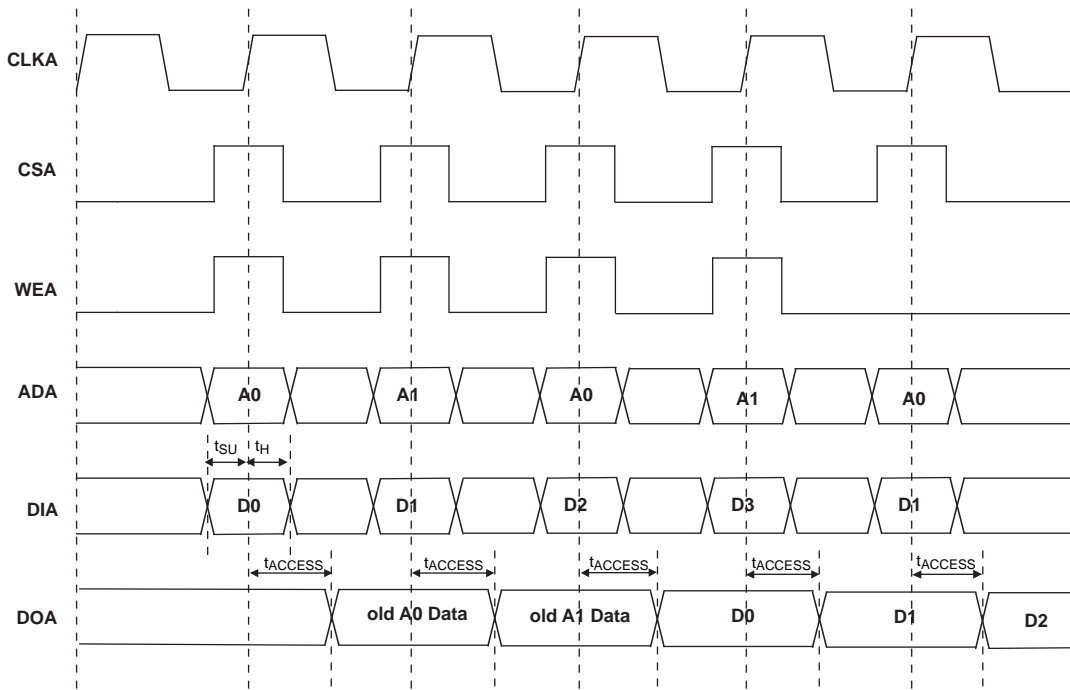 CLKA
CSA
WEA
ADA A0 A1 A0 A1 A0
tSU tH
DIA D0 D1 D2 D3 D1
tACCESS tACCESS tACCESS tACCESS tACCESS
DOA old A0 Data old A1 Data D0 D1 D2